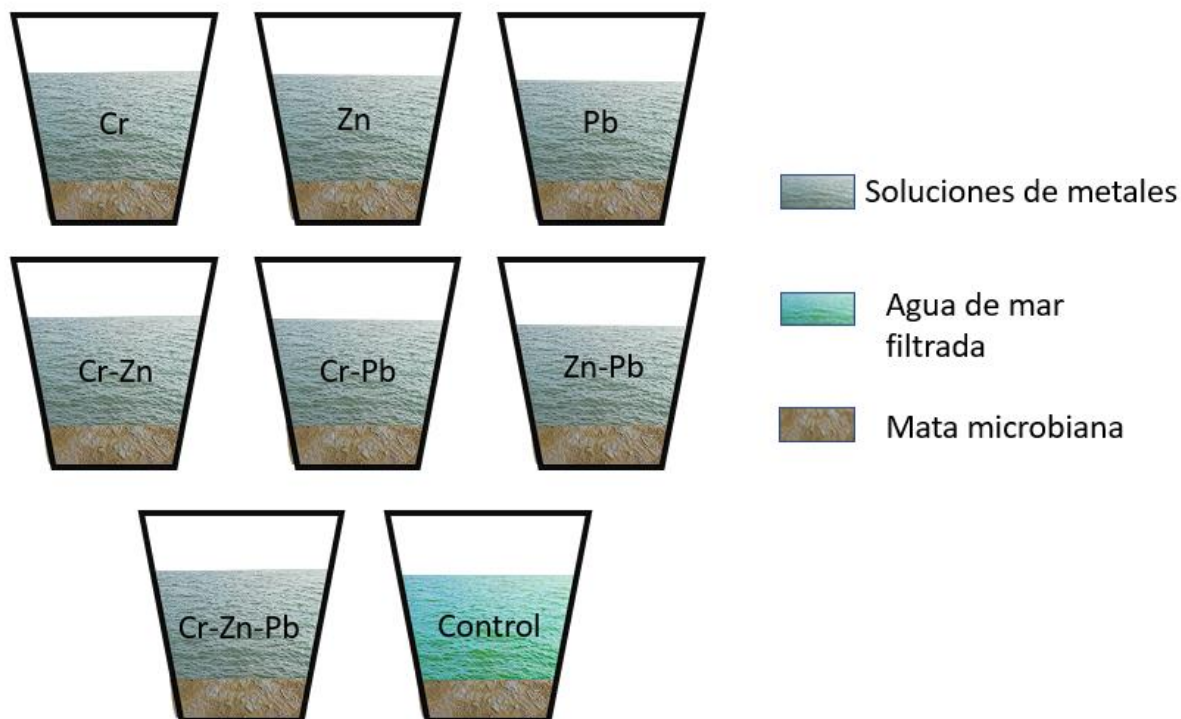 Cr
Zn
Pb
Soluciones de metales
Cr-Zn
Cr-Pb
Zn-Pb
Agua de mar
filtrada
Mata microbiana
Cr-Zn-Pb
Control